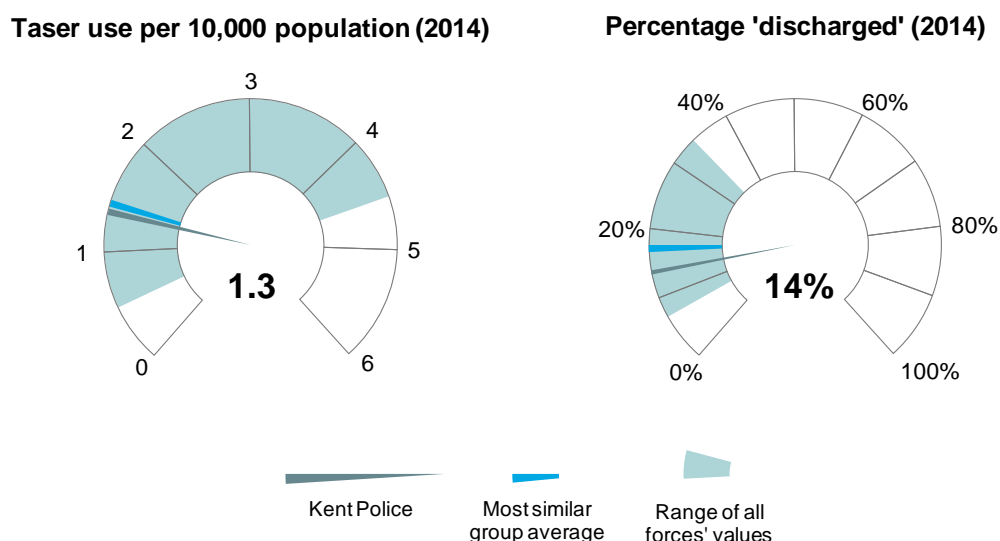 Taser use per 10,000 population (2014)
0
1
2
3
4
5
6
1.3
Percentage 'discharged' (2014)
0%
20%
40%
60%
80%
100%
14%
Kent Police
Most similar
group average
Range of all
forces' values